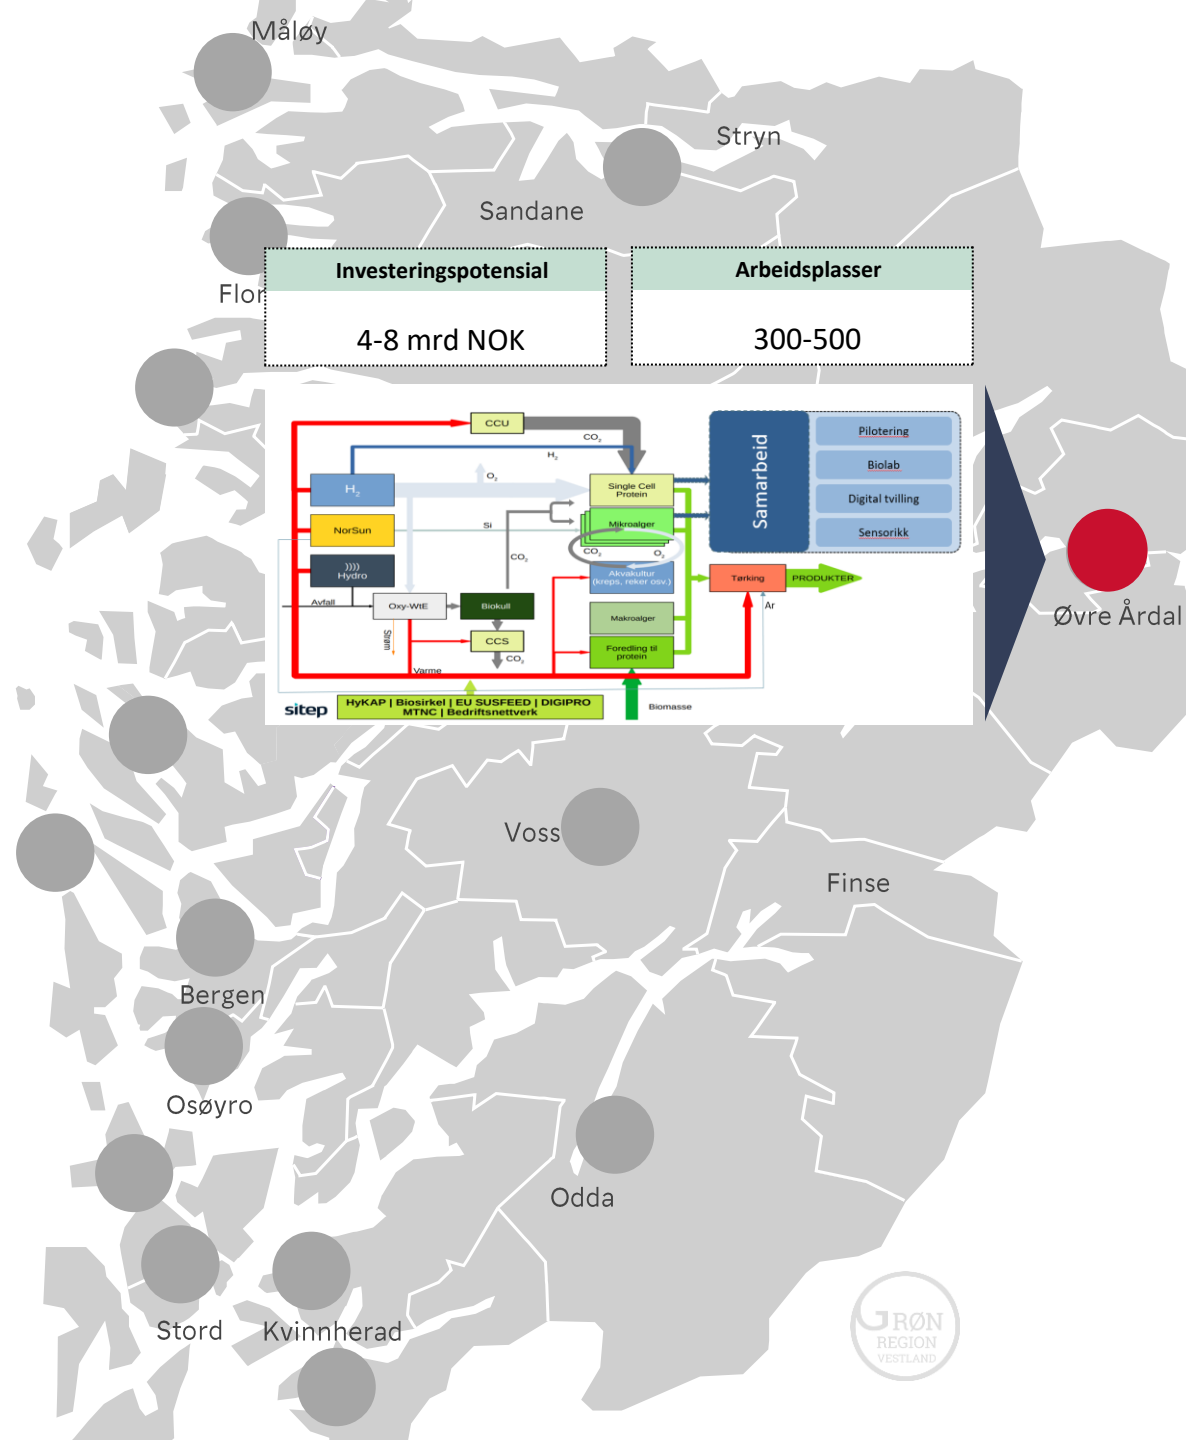 Måløy
Stryn
Sandane
Flor
Investeringspotensial
4-8 mrd NOK
Arbeidsplasser
300-500
CCU
CO₂
H₂
O₂
H₂
Single Cell
Protein
NorSun
Si
Mikroalger
CO₂
O₂
CO₂
Hydro
Akvakultur
(kreps, reker osv.)
Avfall
Oxy-WtE
Biokull
Makroalger
Strøm
CCS
CO₂
Foredling til
protein
Varme
Tørking
PRODUKTER
Ar
Samarbeid
Pilotering
Biolab
Digital tvilling
Sensorikk
sitep
HyKAP | Biosirkel | EU SUSFEED | DIGIPRO
MTNC | Bedriftsnettverk
Biomasse
Øvre Årdal
Voss
Finse
Bergen
Osøyro
Odda
Stord
Kvinnherad
GRØN
REGION
VESTLAND